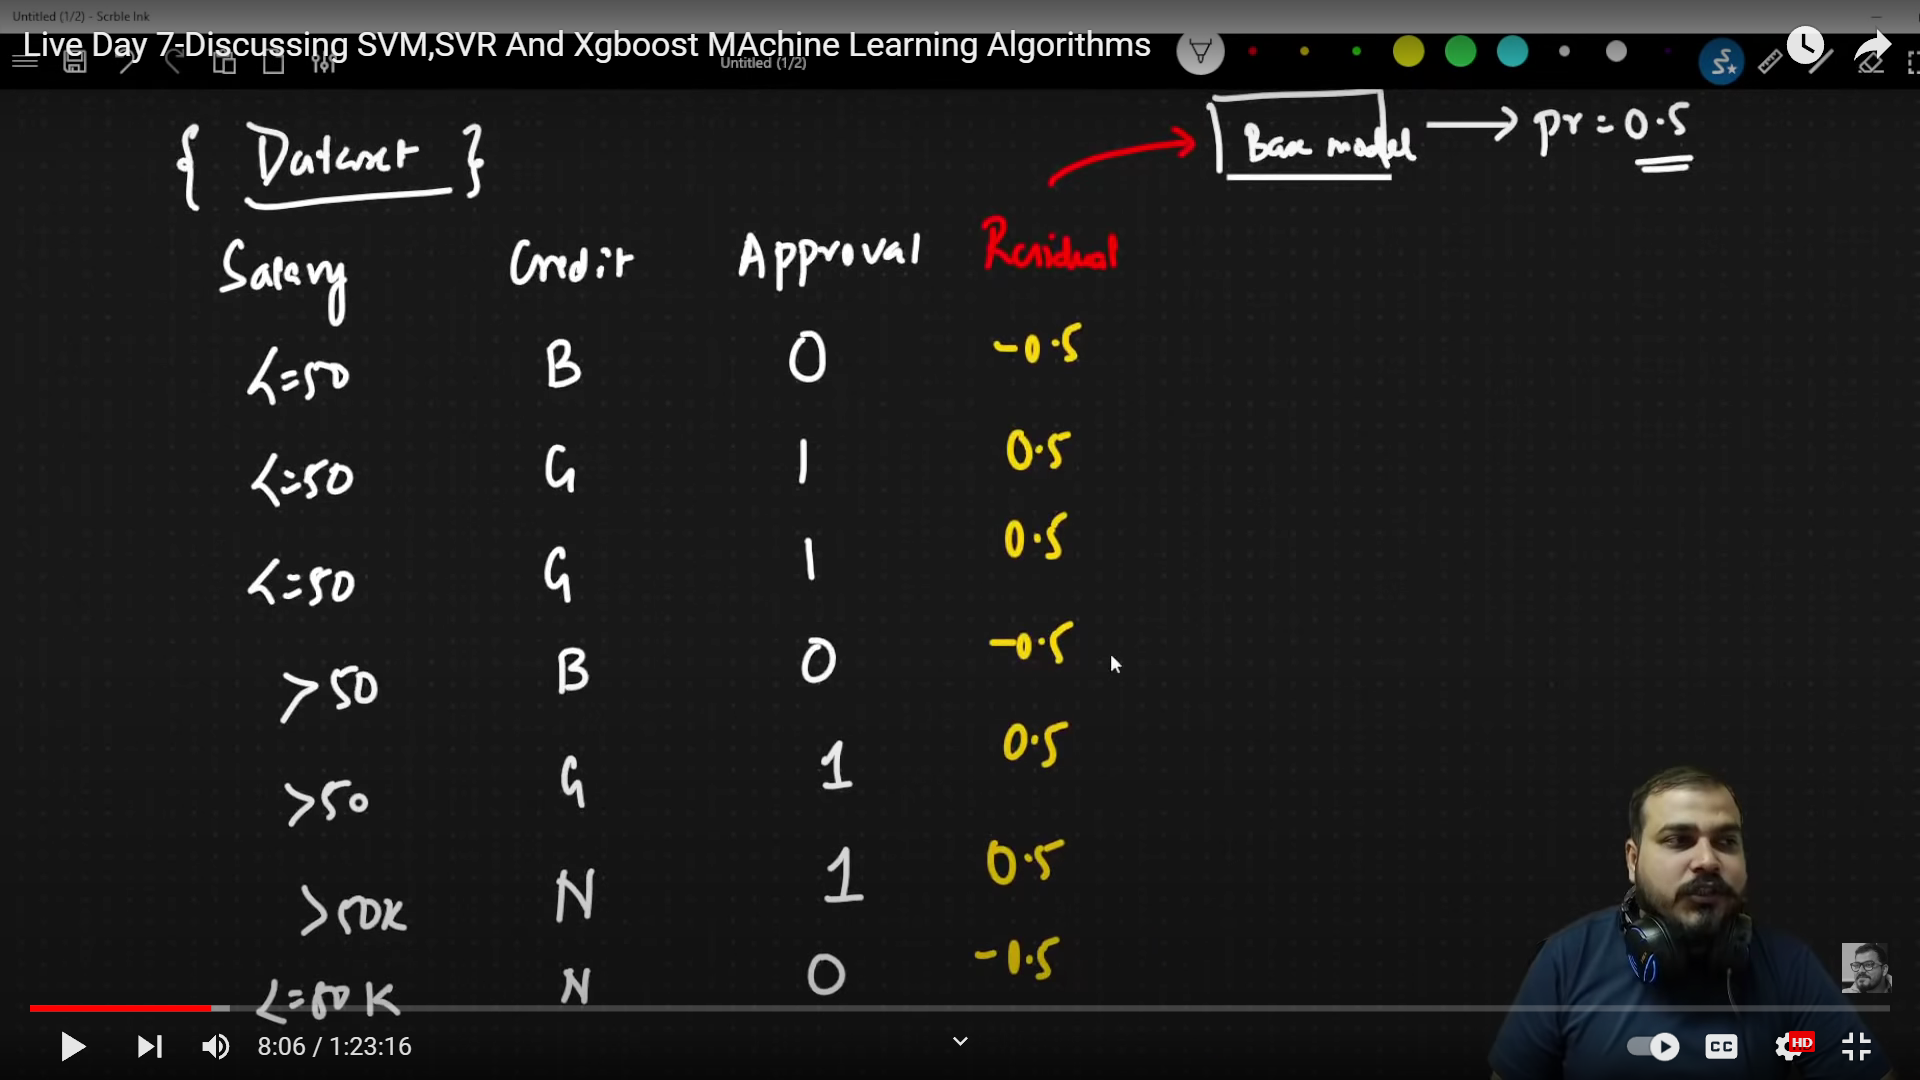 Untitled (1/2) - Scrble Ink
Live Day 7-Discussing SVM,SVR And Xgboost MAchine Learning Algorithms
Untitled (1/2)
{ Dataset }
Base model → pr = 0.5
Salary Credit Approval Residual
<=50 B 0 -0.5
<=50 G 1 0.5
<=50 G 1 0.5
>50 B 0 -0.5
>50 G 1 0.5
>50K N 1 0.5
<=50K N 0 -0.5
8:06 / 1:23:16
CC
HD